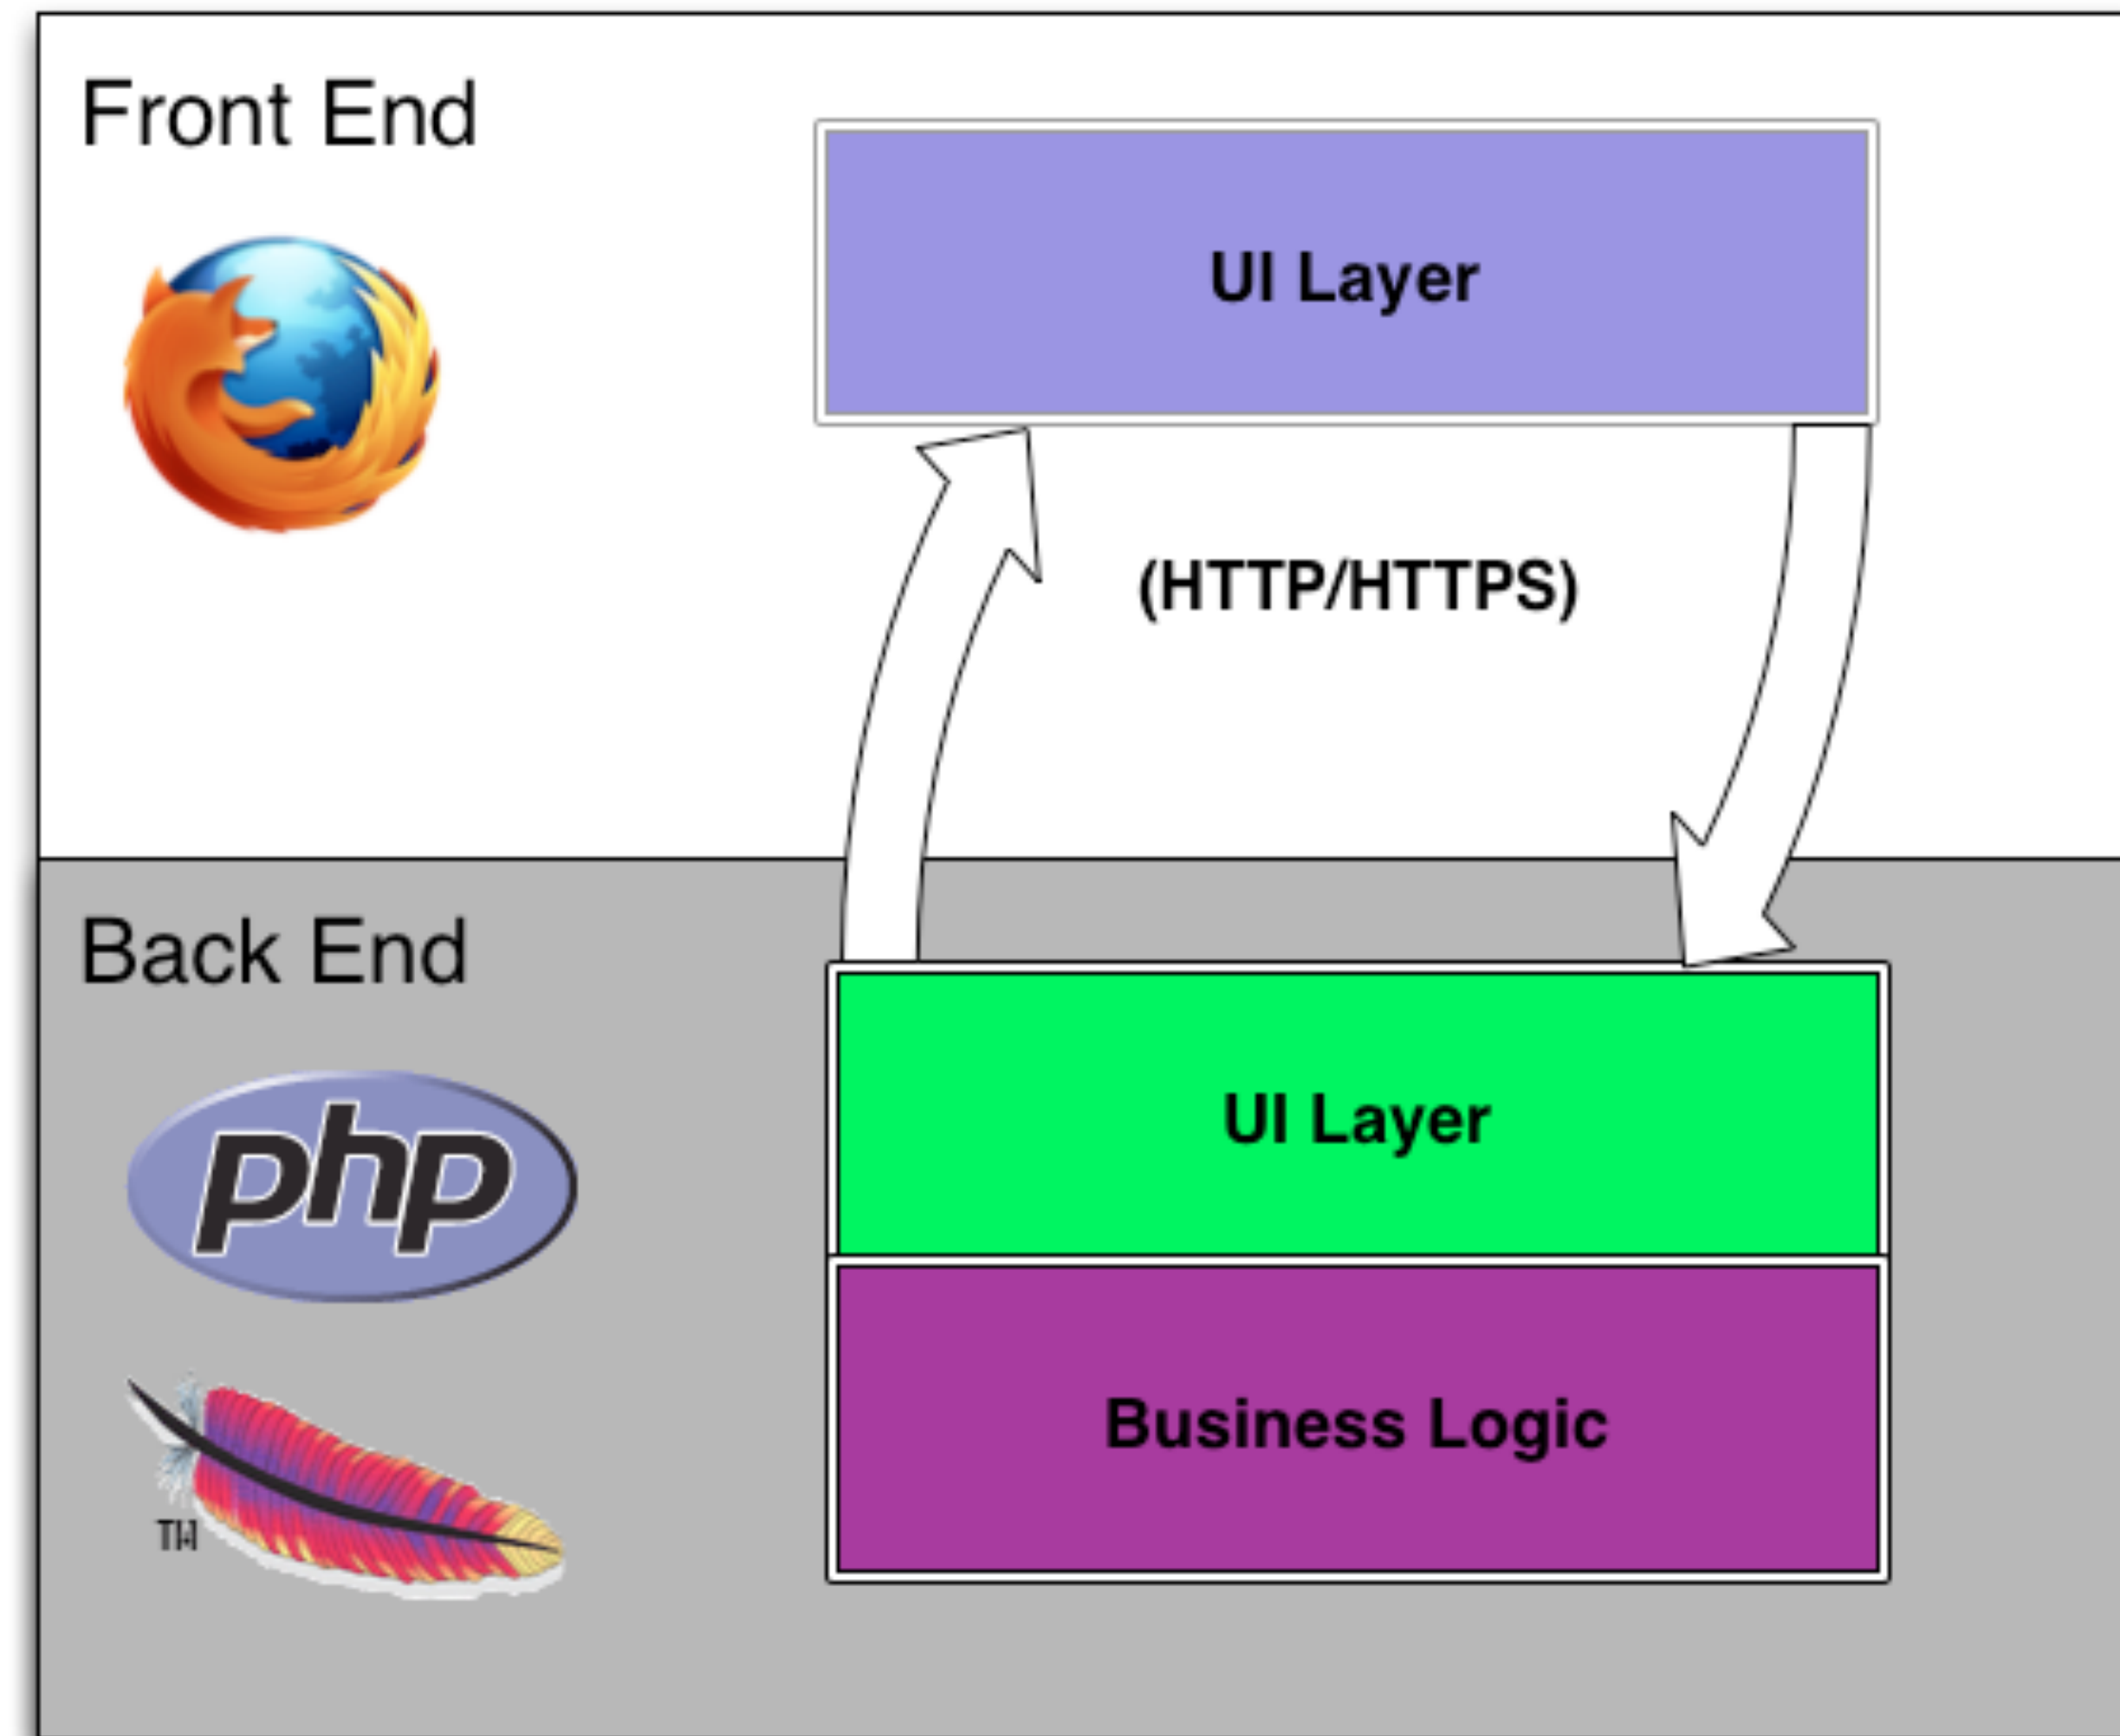 Front End
UI Layer
(HTTP/HTTPS)
Back End
UI Layer
php
Business Logic
TM